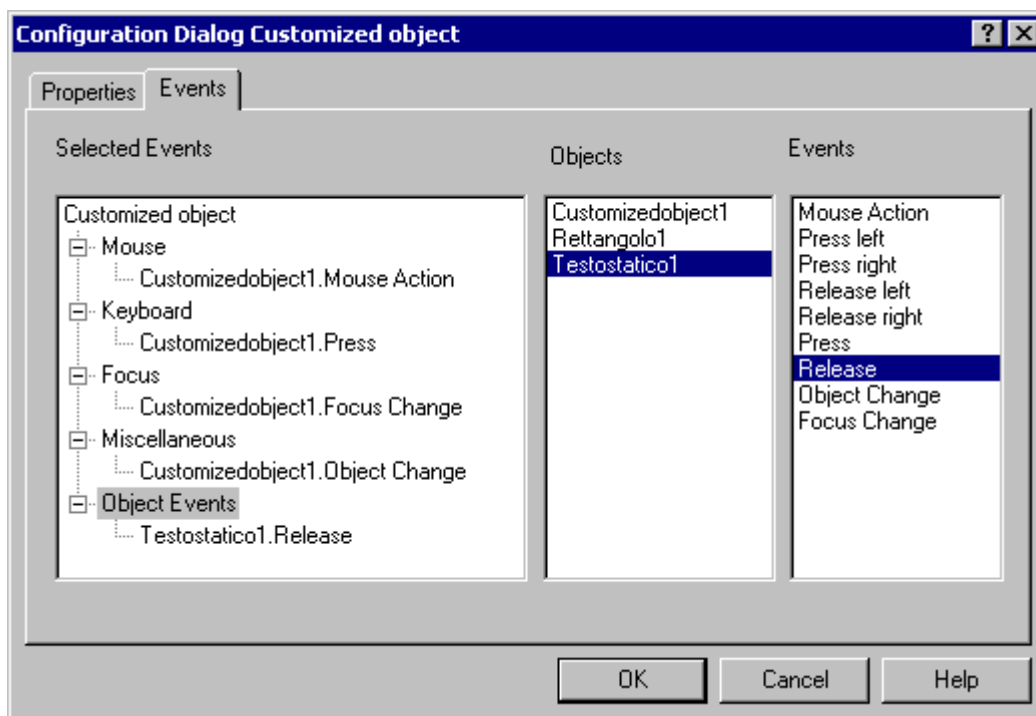 Configuration Dialog Customized object
Properties
Events
Selected Events
Customized object
Mouse
Customizedobject1.Mouse Action
Keyboard
Customizedobject1.Press
Focus
Customizedobject1.Focus Change
Miscellaneous
Customizedobject1.Object Change
Object Events
Testostatico1.Release
Objects
Customizedobject1
Rettangolo1
Testostatico1
Events
Mouse Action
Press left
Press right
Release left
Release right
Press
Release
Object Change
Focus Change
OK
Cancel
Help